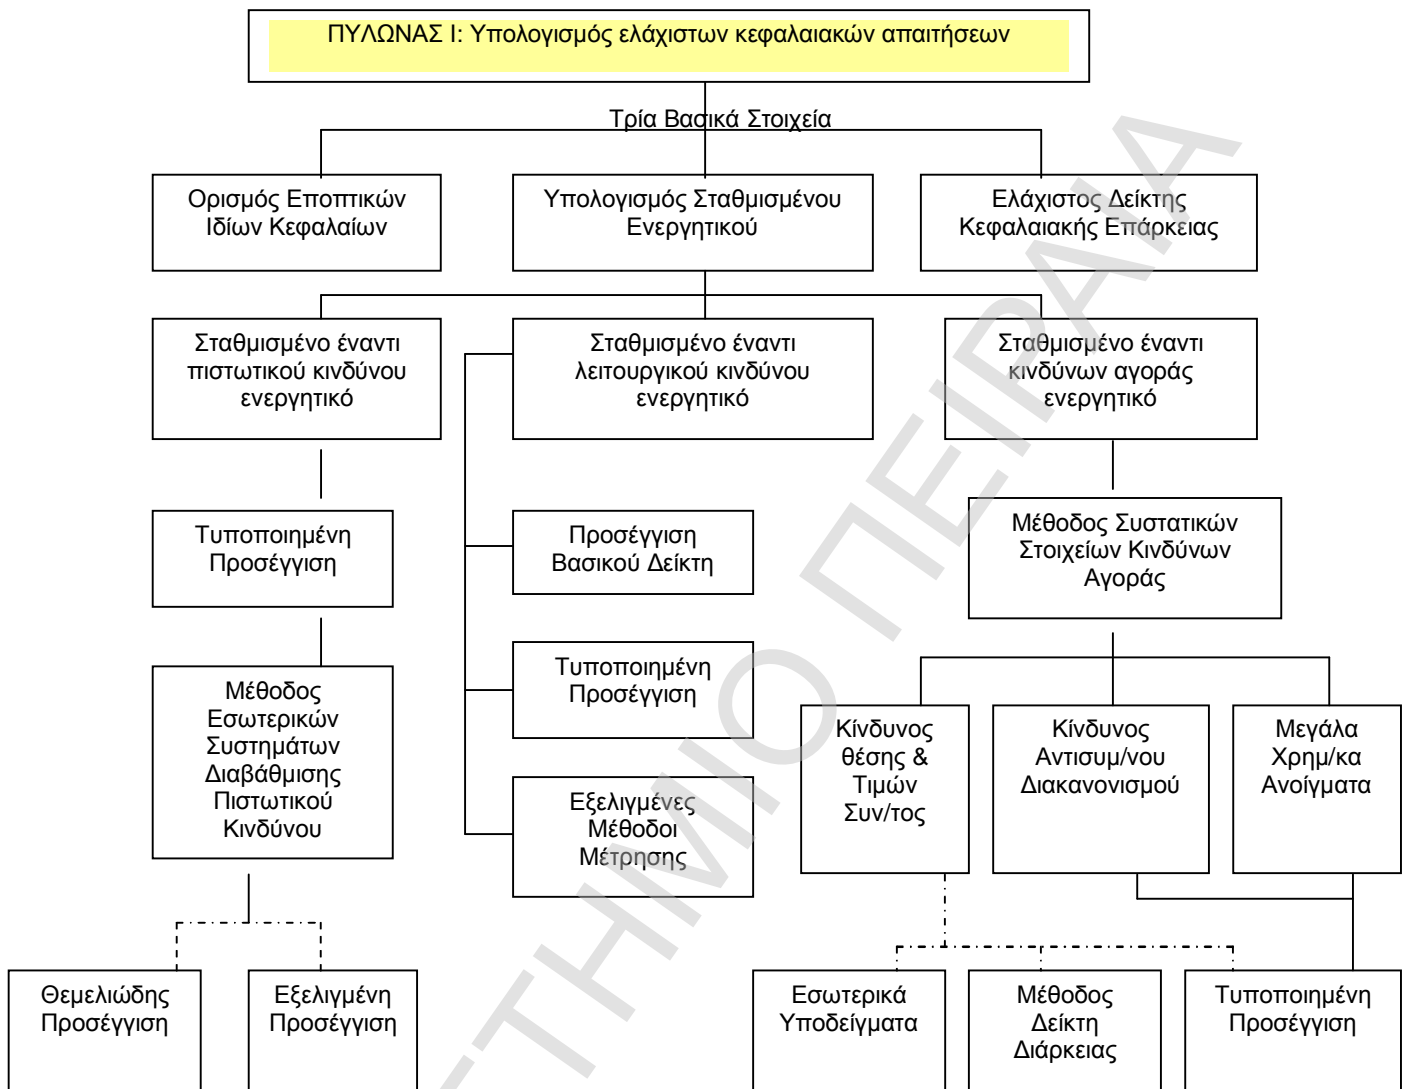 ΠΥΛΩΝΑΣ Ι: Υπολογισμός ελάχιστων κεφαλαιακών απαιτήσεων
Τρία Βασικά Στοιχεία
Ορισμός Εποπτικών
Ιδίων Κεφαλαίων
Υπολογισμός Σταθμισμένου
Ενεργητικού
Ελάχιστος Δείκτης
Κεφαλαιακής Επάρκειας
Σταθμισμένο έναντι
πιστωτικού κινδύνου
ενεργητικό
Σταθμισμένο έναντι
λειτουργικού κινδύνου
ενεργητικό
Σταθμισμένο έναντι
κινδύνων αγοράς
ενεργητικό
Τυποποιημένη
Προσέγγιση
Προσέγγιση
Βασικού Δείκτη
Μέθοδος Συστατικών
Στοιχείων Κινδύνων
Αγοράς
Μέθοδος
Εσωτερικών
Συστημάτων
Διαβάθμισης
Πιστωτικού
Κινδύνου
Τυποποιημένη
Προσέγγιση
Εξελιγμένες
Μέθοδοι
Μέτρησης
Κίνδυνος
θέσης &
Τιμών
Συν/τος
Κίνδυνος
Αντισυμ/νου
Διακανονισμού
Μεγάλα
Χρημ/κα
Ανοίγματα
Θεμελιώδης
Προσέγγιση
Εξελιγμένη
Προσέγγιση
Εσωτερικά
Υποδείγματα
Μέθοδος
Δείκτη
Διάρκειας
Τυποποιημένη
Προσέγγιση
ΣΤΗΜΙΟ ΠΕΙΡΑΙΑ